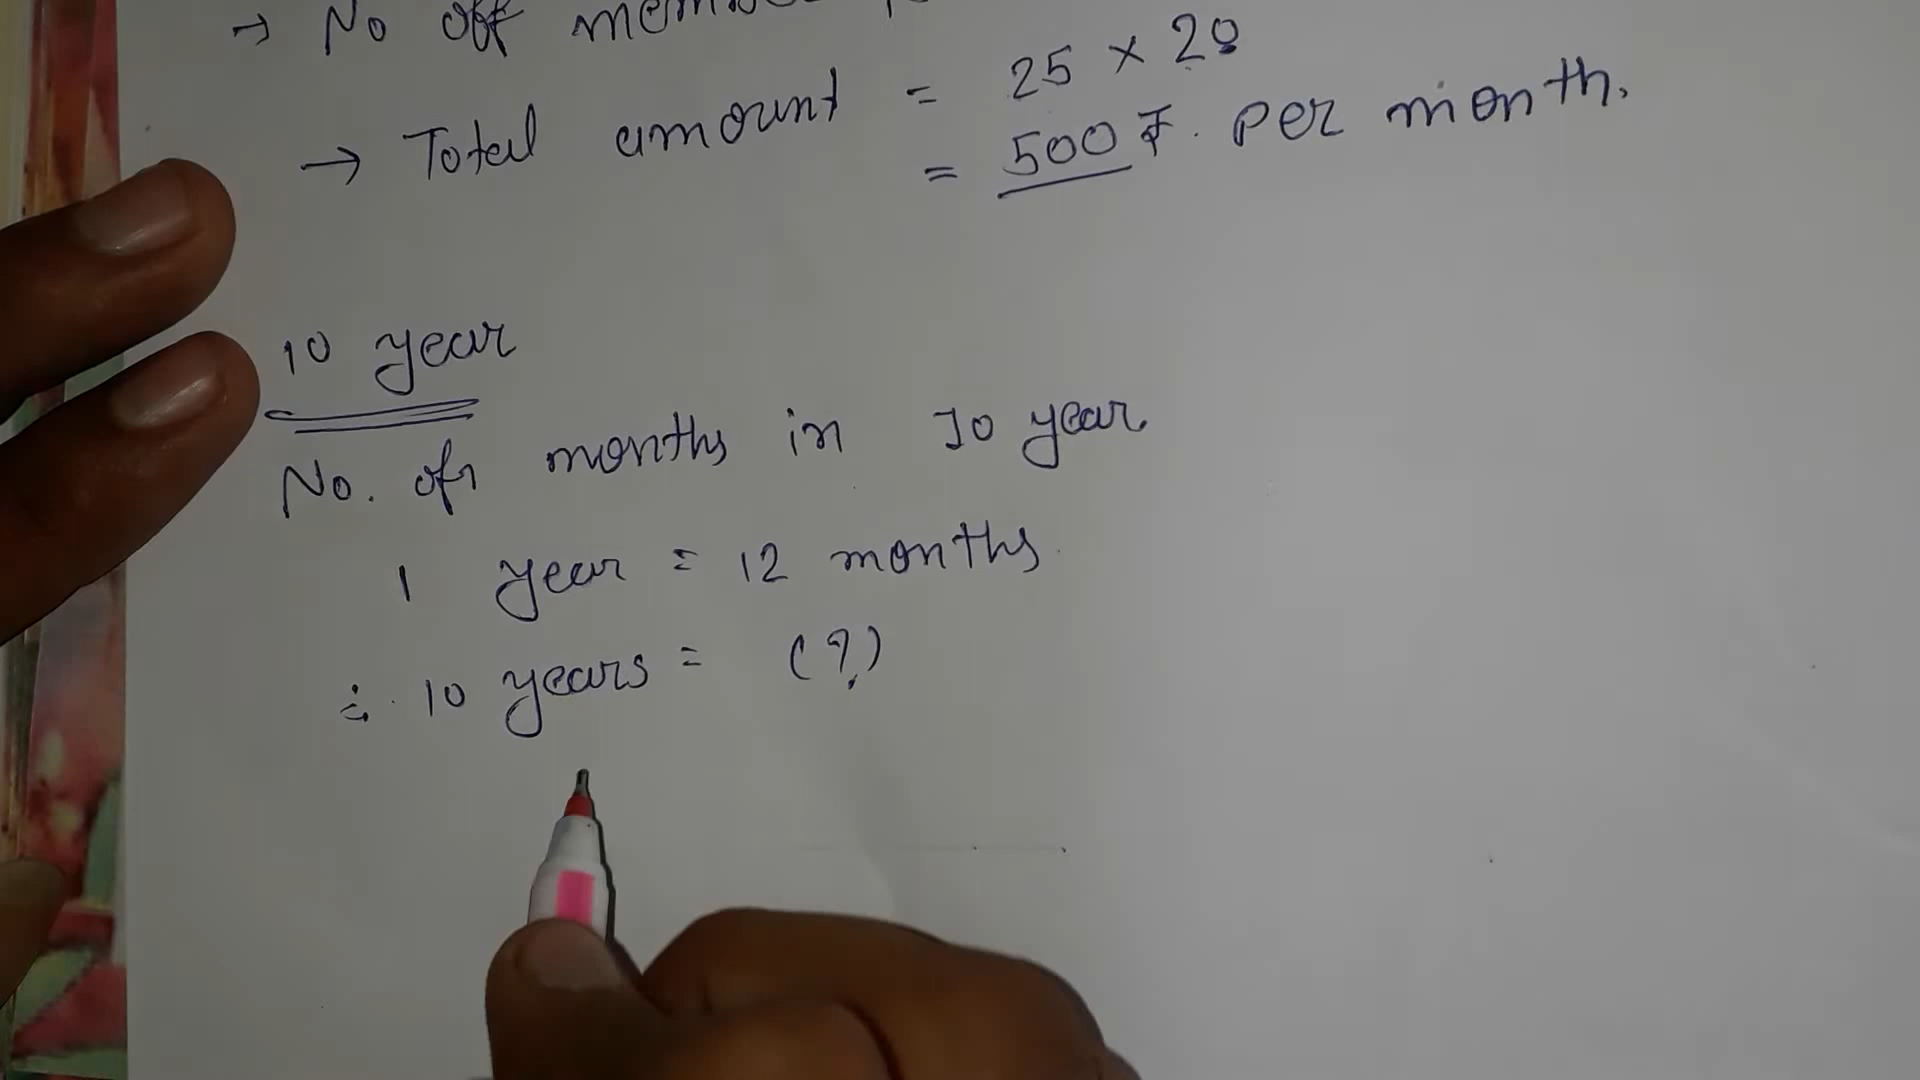 → No off
→ Total amount = 25 × 20
= 500 ₹. per month.
10 year
No. of months in 10 year
1 year = 12 months
∴ 10 years = (?)